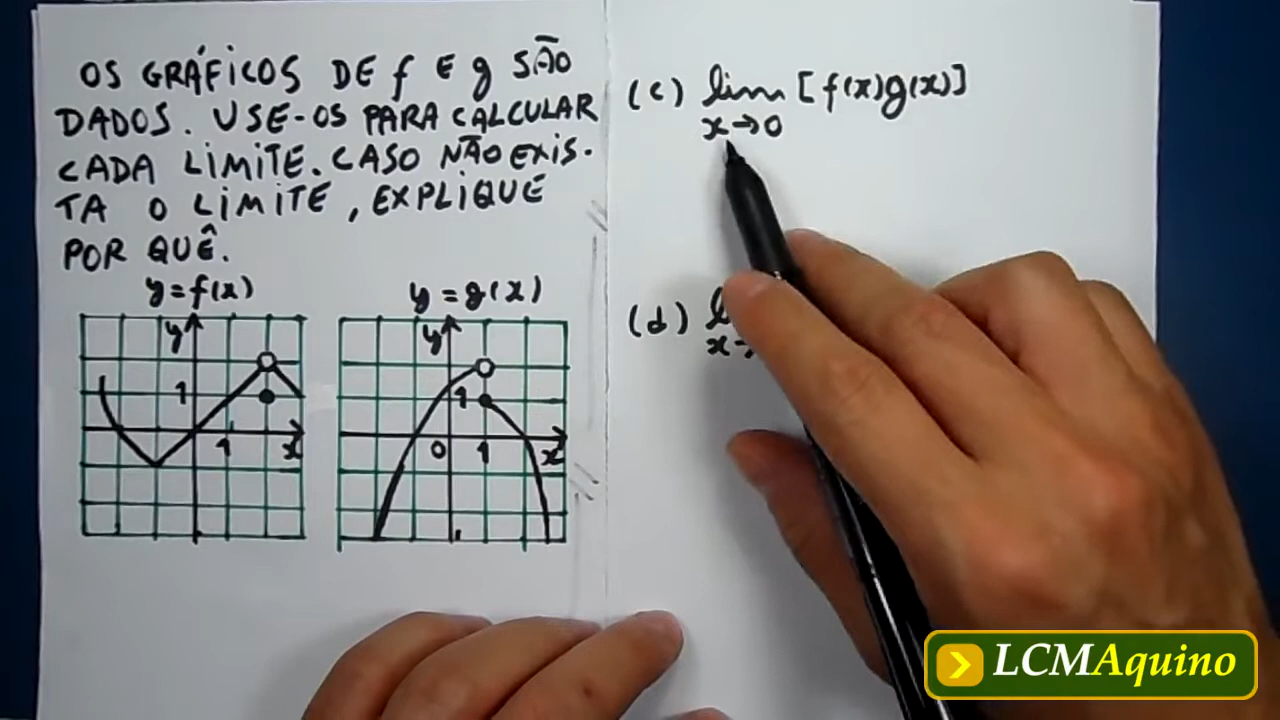 OS GRÁFICOS DE f E g SÃO
DADOS. USE-OS PARA CALCULAR
CADA LIMITE. CASO NÃO EXIS-
TA O LIMITE, EXPLIQUE
POR QUÊ.
y=f(x)
y
1
1
x
y=g(x)
y
1
0
1
x
(c) lim [f(x)g(x)]
x→0
(d)
x→
LCMAquino